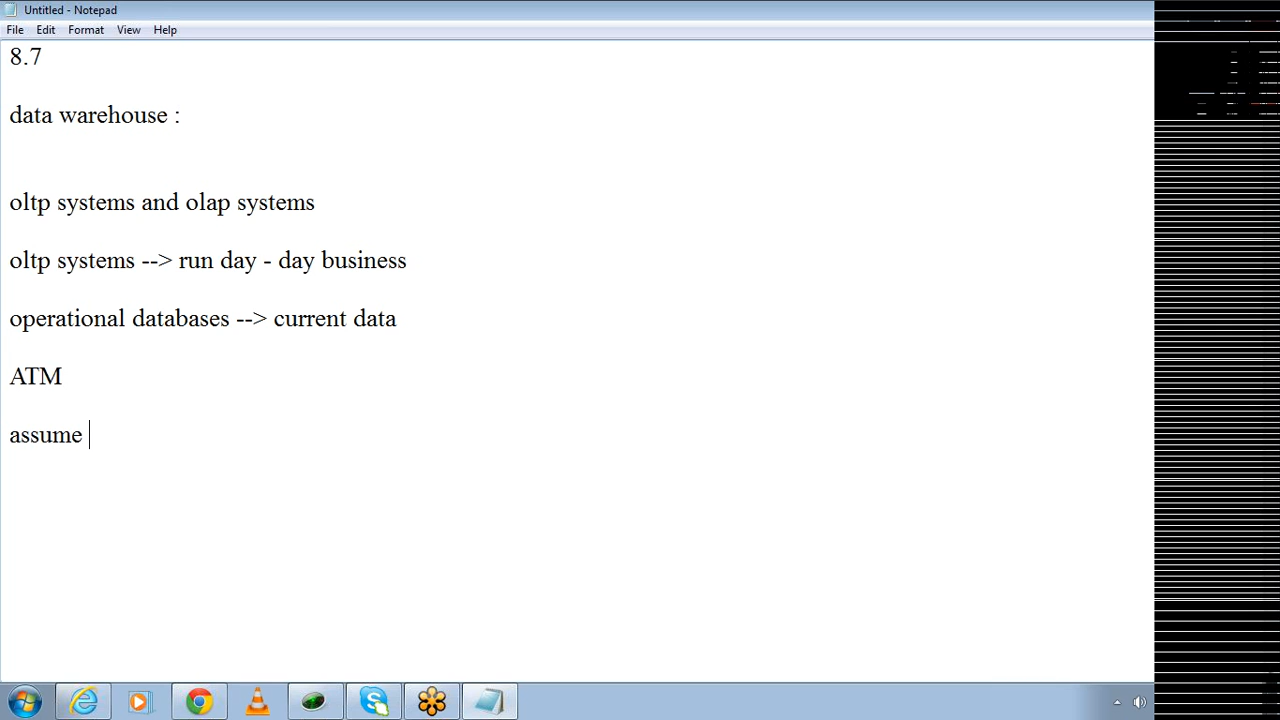 Untitled - Notepad
File Edit Format View Help
8.7
data warehouse :
oltp systems and olap systems
oltp systems --> run day - day business
operational databases --> current data
ATM
assume